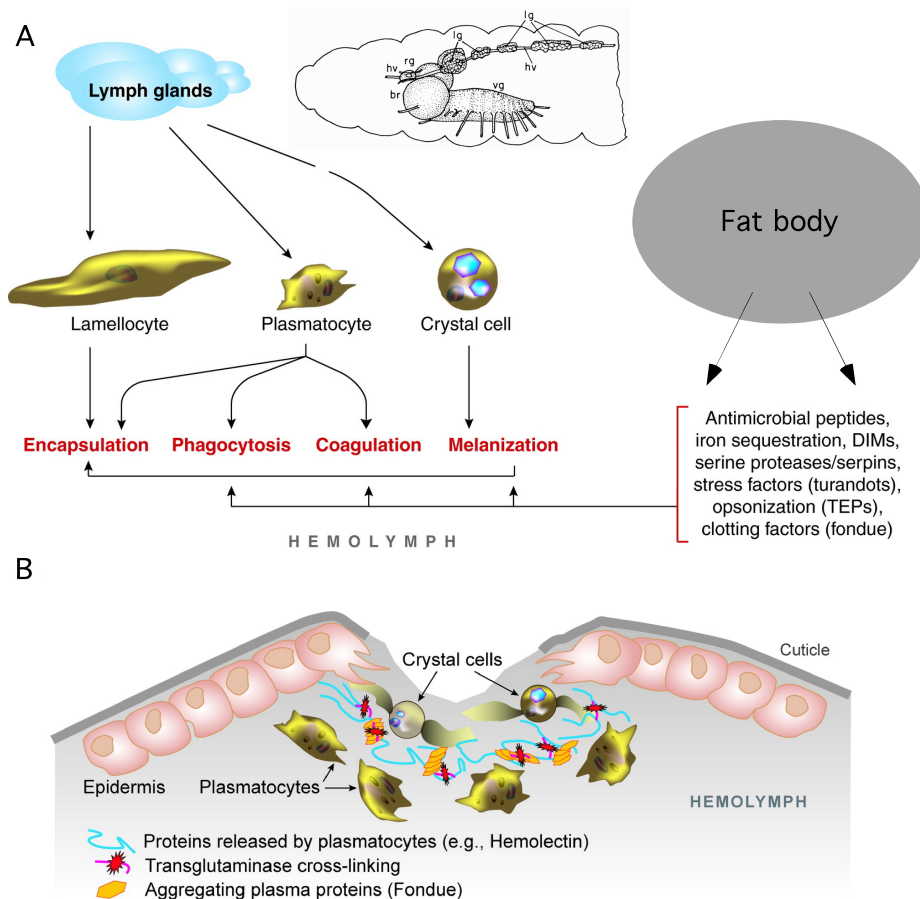 A
Lymph glands
lg
lg
rg
hv
hv
br
vg
Fat body
Lamellocyte
Plasmatocyte
Crystal cell
Encapsulation
Phagocytosis
Coagulation
Melanization
Antimicrobial peptides,
iron sequestration, DIMs,
serine proteases/serpins,
stress factors (turandots),
opsonization (TEPs),
clotting factors (fondue)
HEMOLYMPH
B
Cuticle
Crystal cells
Epidermis
Plasmatocytes
HEMOLYMPH
Proteins released by plasmatocytes (e.g., Hemolectin)
Transglutaminase cross-linking
Aggregating plasma proteins (Fondue)